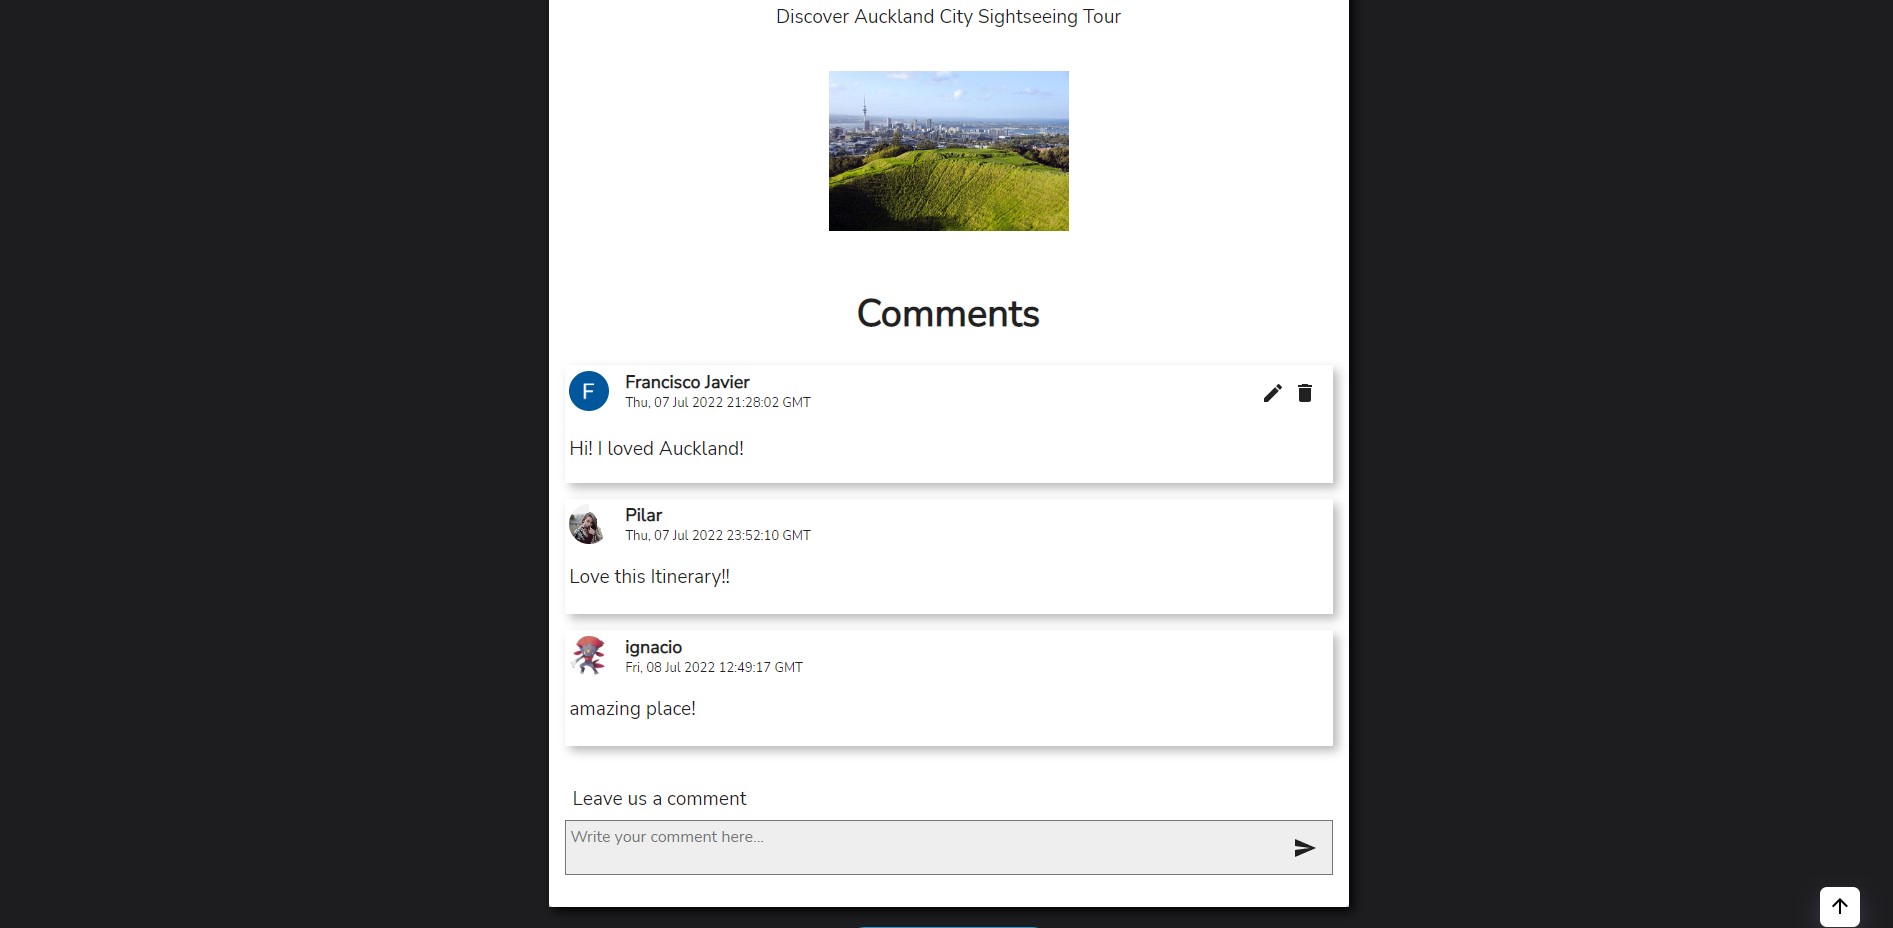 Discover Auckland City Sightseeing Tour
Comments
F
Francisco Javier
Thu, 07 Jul 2022 21:28:02 GMT
Hi! I loved Auckland!
Pilar
Thu, 07 Jul 2022 23:52:10 GMT
Love this Itinerary!!
ignacio
Fri, 08 Jul 2022 12:49:17 GMT
amazing place!
Leave us a comment
Write your comment here...